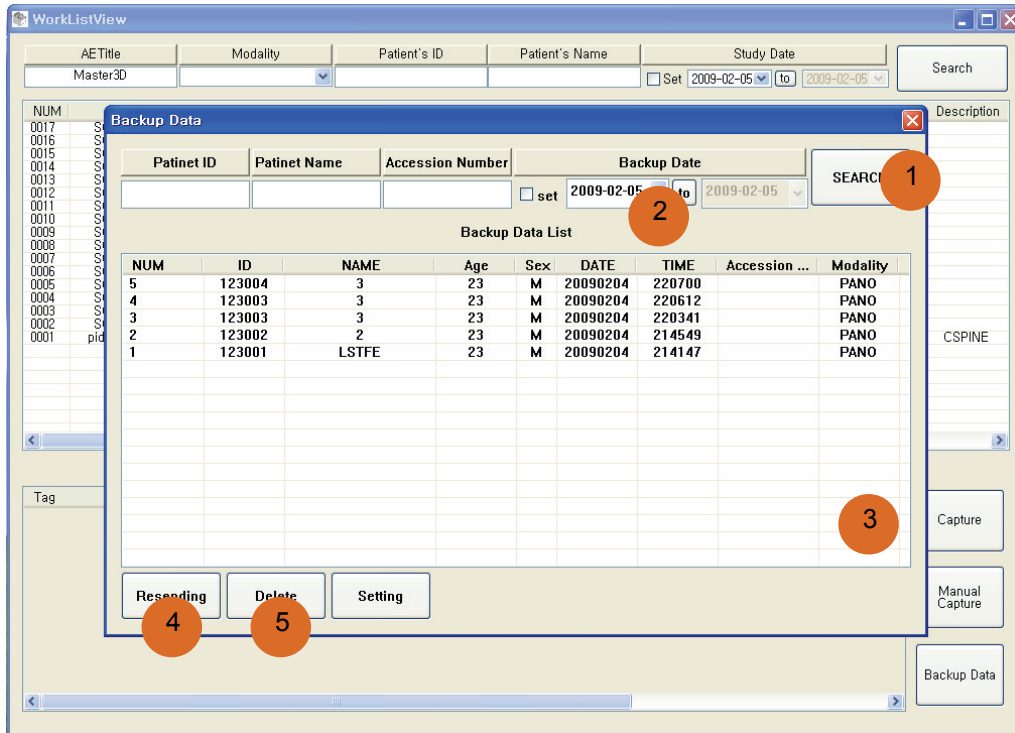 WorkListView
AETitle Modality Patient's ID Patient's Name Study Date
Master3D Set 2009-02-05 to 2009-02-05 Search
NUM Description
Backup Data
0017
0016
0015
0014
0013
0012
0011
0010
0009
0008
0007
0006
0005
0004
0003
0002
0001 pid CSPINE
Patinet ID Patinet Name Accession Number Backup Date
set 2009-02-05 to 2009-02-05
SEARC 1
2
Backup Data List
NUM ID NAME Age Sex DATE TIME Accession ... Modality
5 123004 3 23 M 20090204 220700 PANO
4 123003 3 23 M 20090204 220612 PANO
3 123003 3 23 M 20090204 220341 PANO
2 123002 2 23 M 20090204 214549 PANO
1 123001 LSTFE 23 M 20090204 214147 PANO
3
Resending Delete Setting
4 5
Tag
Capture
Manual
Capture
Backup Data